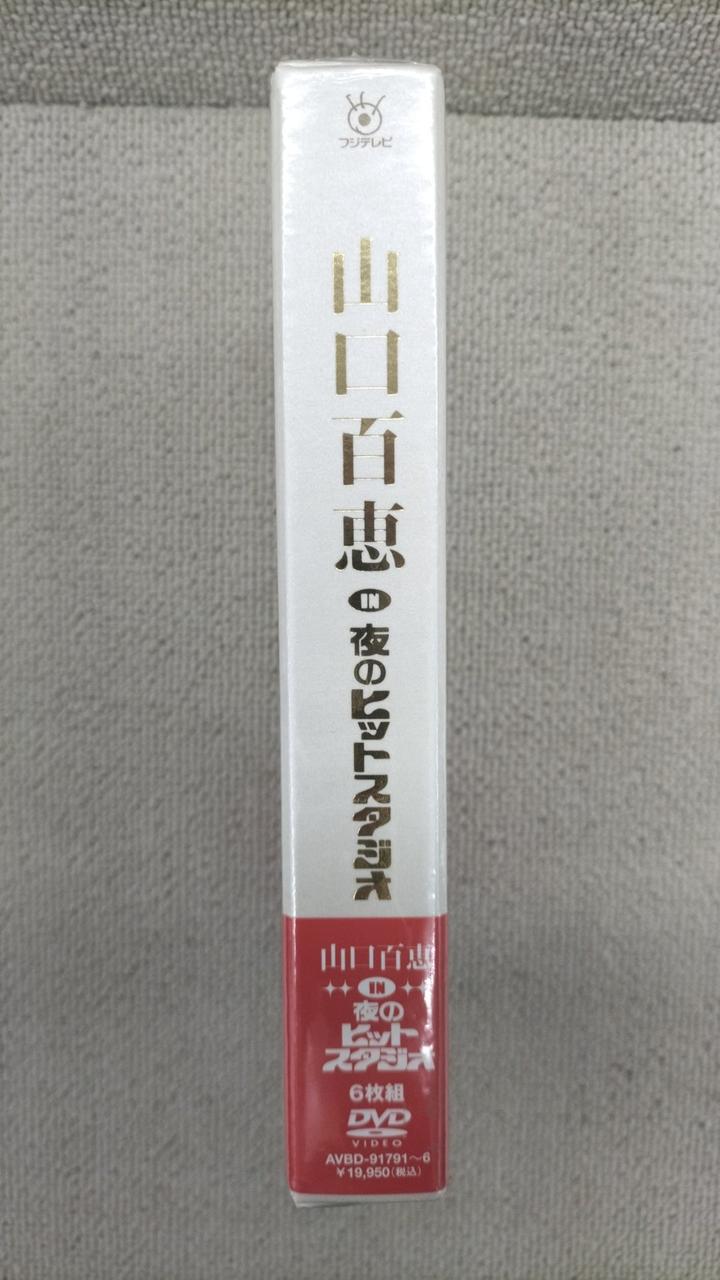 フジテレビ
山口百恵
IN
夜のヒットスタジオ
山口百恵
IN
夜の
ヒット
スタジオ
6枚組
DVD
VIDEO
AVBD-91791～6
￥19,950(税込)